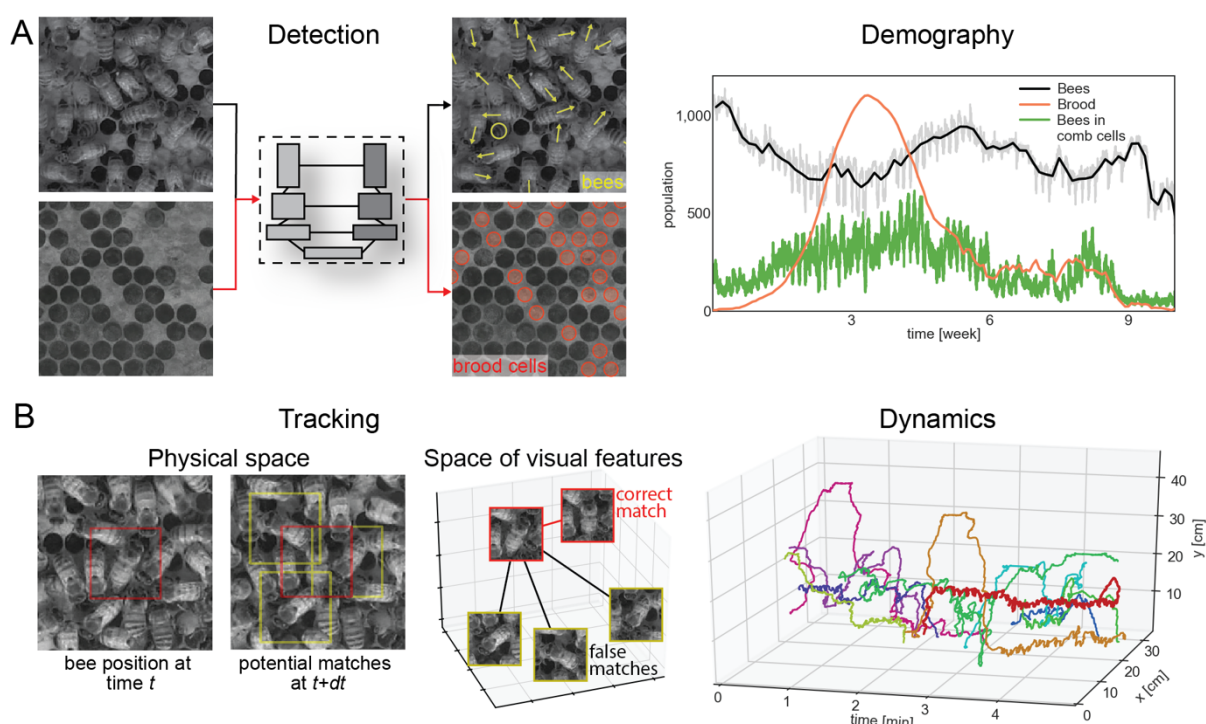 A
Detection
bees
brood cells
Demography
Bees
Brood
Bees in
comb cells
1,000
500
0
population
3
6
9
time [week]
B
Tracking
Physical space
bee position at
time t
potential matches
at t+dt
Space of visual features
correct
match
false
matches
Dynamics
40
30
20
10
y [cm]
30
20
10
0
x [cm]
0
1
2
3
4
time [min]